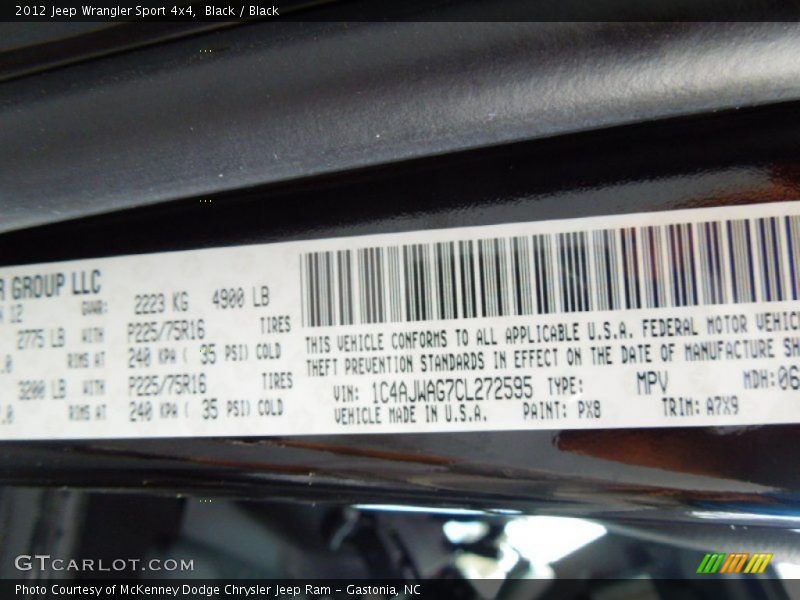 2012 Jeep Wrangler Sport 4x4, Black / Black
R GROUP LLC
12 GVWR: 2223 KG 4900 LB
2775 LB WITH P225/75R16 TIRES
.0 RIMS AT 240 KPA ( 35 PSI) COLD
3200 LB WITH P225/75R16 TIRES
.0 RIMS AT 240 KPA ( 35 PSI) COLD
THIS VEHICLE CONFORMS TO ALL APPLICABLE U.S.A. FEDERAL MOTOR VEHIC
THEFT PREVENTION STANDARDS IN EFFECT ON THE DATE OF MANUFACTURE SH
VIN: 1C4AJWAG7CL272595 TYPE: MPV MDH:06
VEHICLE MADE IN U.S.A. PAINT: PX8 TRIM: A7X9
GTCARLOT.COM
Photo Courtesy of McKenney Dodge Chrysler Jeep Ram – Gastonia, NC